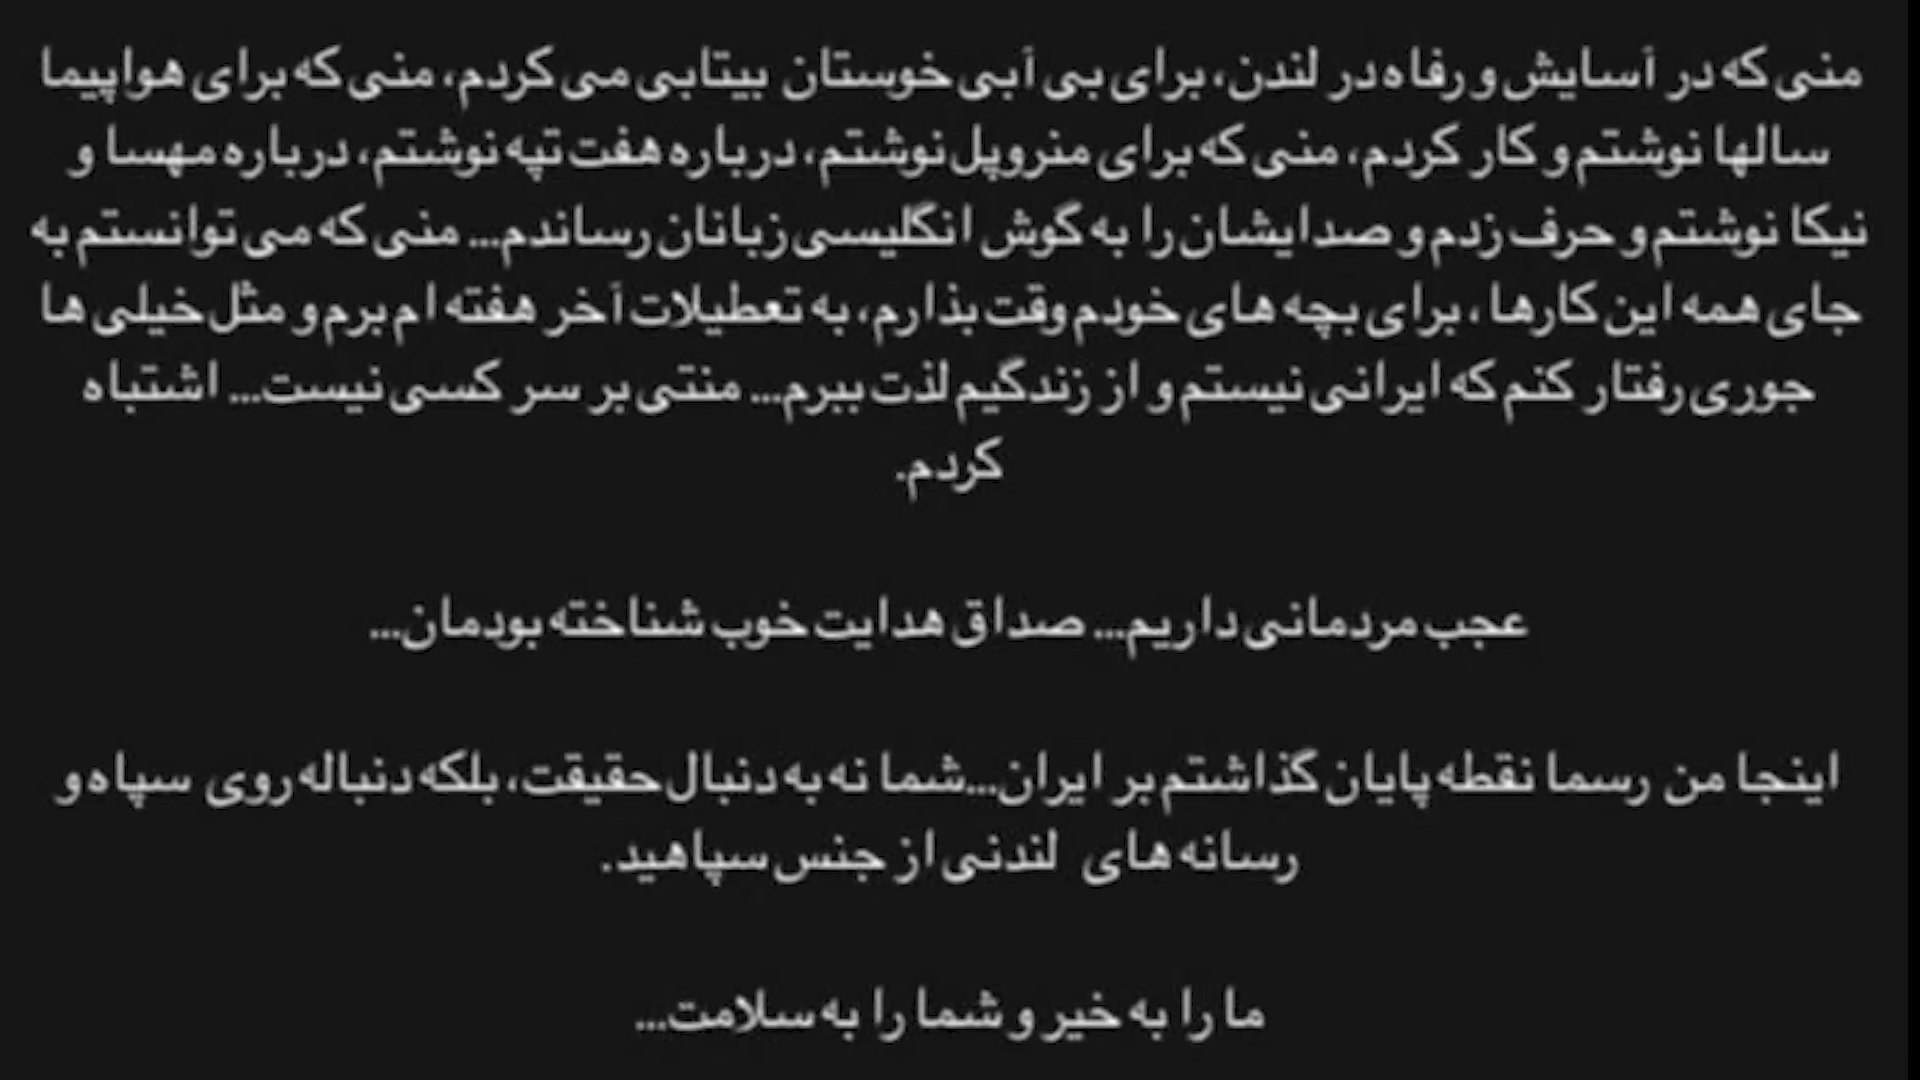 منی که در آسایش و رفاه در لندن، برای بی آبی خوستان بیتابی می کردم، منی که برای هواپیما
سالها نوشتم و کار کردم، منی که برای منروپل نوشتم، درباره هفت تپه نوشتم، درباره مهسا و
نیکا نوشتم و حرف زدم و صدایشان را به گوش انگلیسی زبانان رساندم... منی که می توانستم به
جای همه این کارها ، برای بچه های خودم وقت بذارم، به تعطیلات آخر هفته ام برم و مثل خیلی ها
جوری رفتار کنم که ایرانی نیستم و از زندگیم لذت ببرم... منتی بر سر کسی نیست... اشتباه
کردم.
عجب مردمانی داریم... صداق هدایت خوب شناخته بودمان...
اینجا من رسما نقطه پایان گذاشتم بر ایران...شما نه به دنبال حقیقت، بلکه دنباله روی سپاه و
رسانه های لندنی از جنس سپاهید.
ما را به خیر و شما را به سلامت...